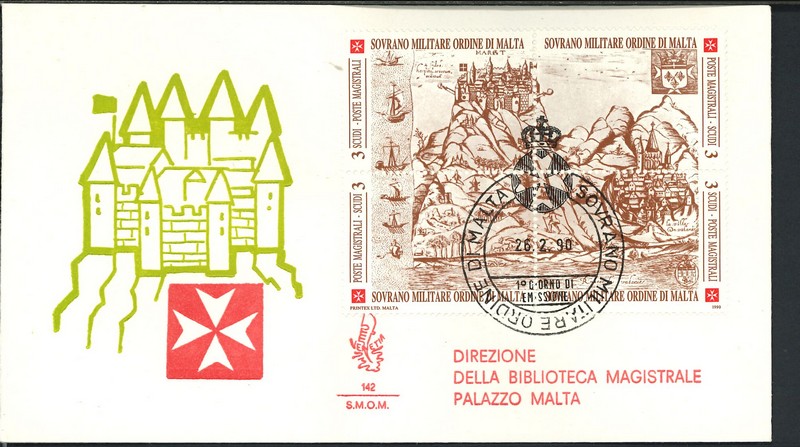 SOVRANO MILITARE ORDINE DI MALTA
SOVRANO MILITARE ORDINE DI MALTA
3 SCUDI - POSTE MAGISTRALI
POSTE MAGISTRALI - SCUDI 3
POSTE MAGISTRALI - SCUDI 3
3 SCUDI - POSTE MAGISTRALI
SOVRANO MILITARE ORDINE DI MALTA
SOVRANO MILITARE ORDINE DI MALTA
PRINTEX LTD. MALTA
1990
SOVRANO MILITARE ORDINE DI MALTA
26.2.90
1° GIORNO DI
EMISSIONE
142
S.M.O.M.
DIREZIONE
DELLA BIBLIOTECA MAGISTRALE
PALAZZO MALTA